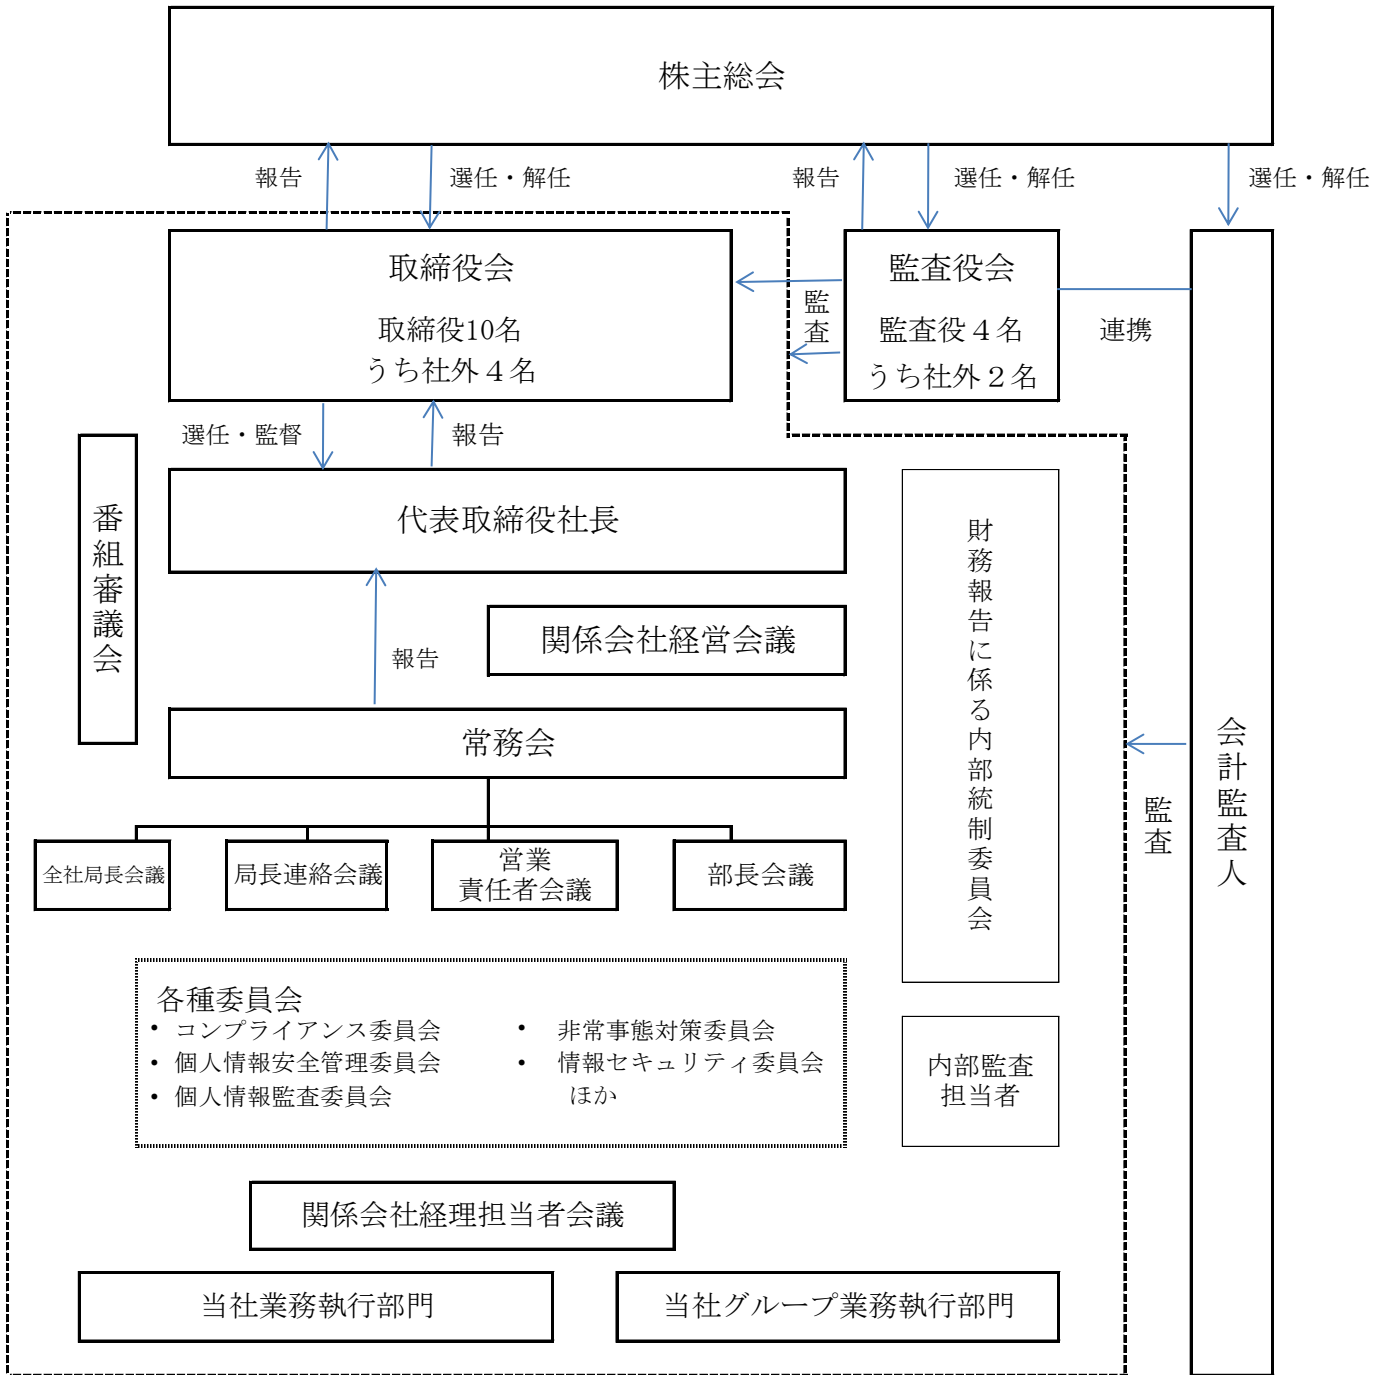 株主総会
報告
選任・解任
報告
選任・解任
選任・解任
取締役会
取締役10名
うち社外４名
監査
監査役会
監査役４名
うち社外２名
連携
選任・監督
報告
番組審議会
代表取締役社長
財務報告に係る内部統制委員会
関係会社経営会議
報告
常務会
会計監査人
監査
全社局長会議
局長連絡会議
営業
責任者会議
部長会議
各種委員会
• コンプライアンス委員会
• 個人情報安全管理委員会
• 個人情報監査委員会
• 非常事態対策委員会
• 情報セキュリティ委員会
ほか
内部監査
担当者
関係会社経理担当者会議
当社業務執行部門
当社グループ業務執行部門